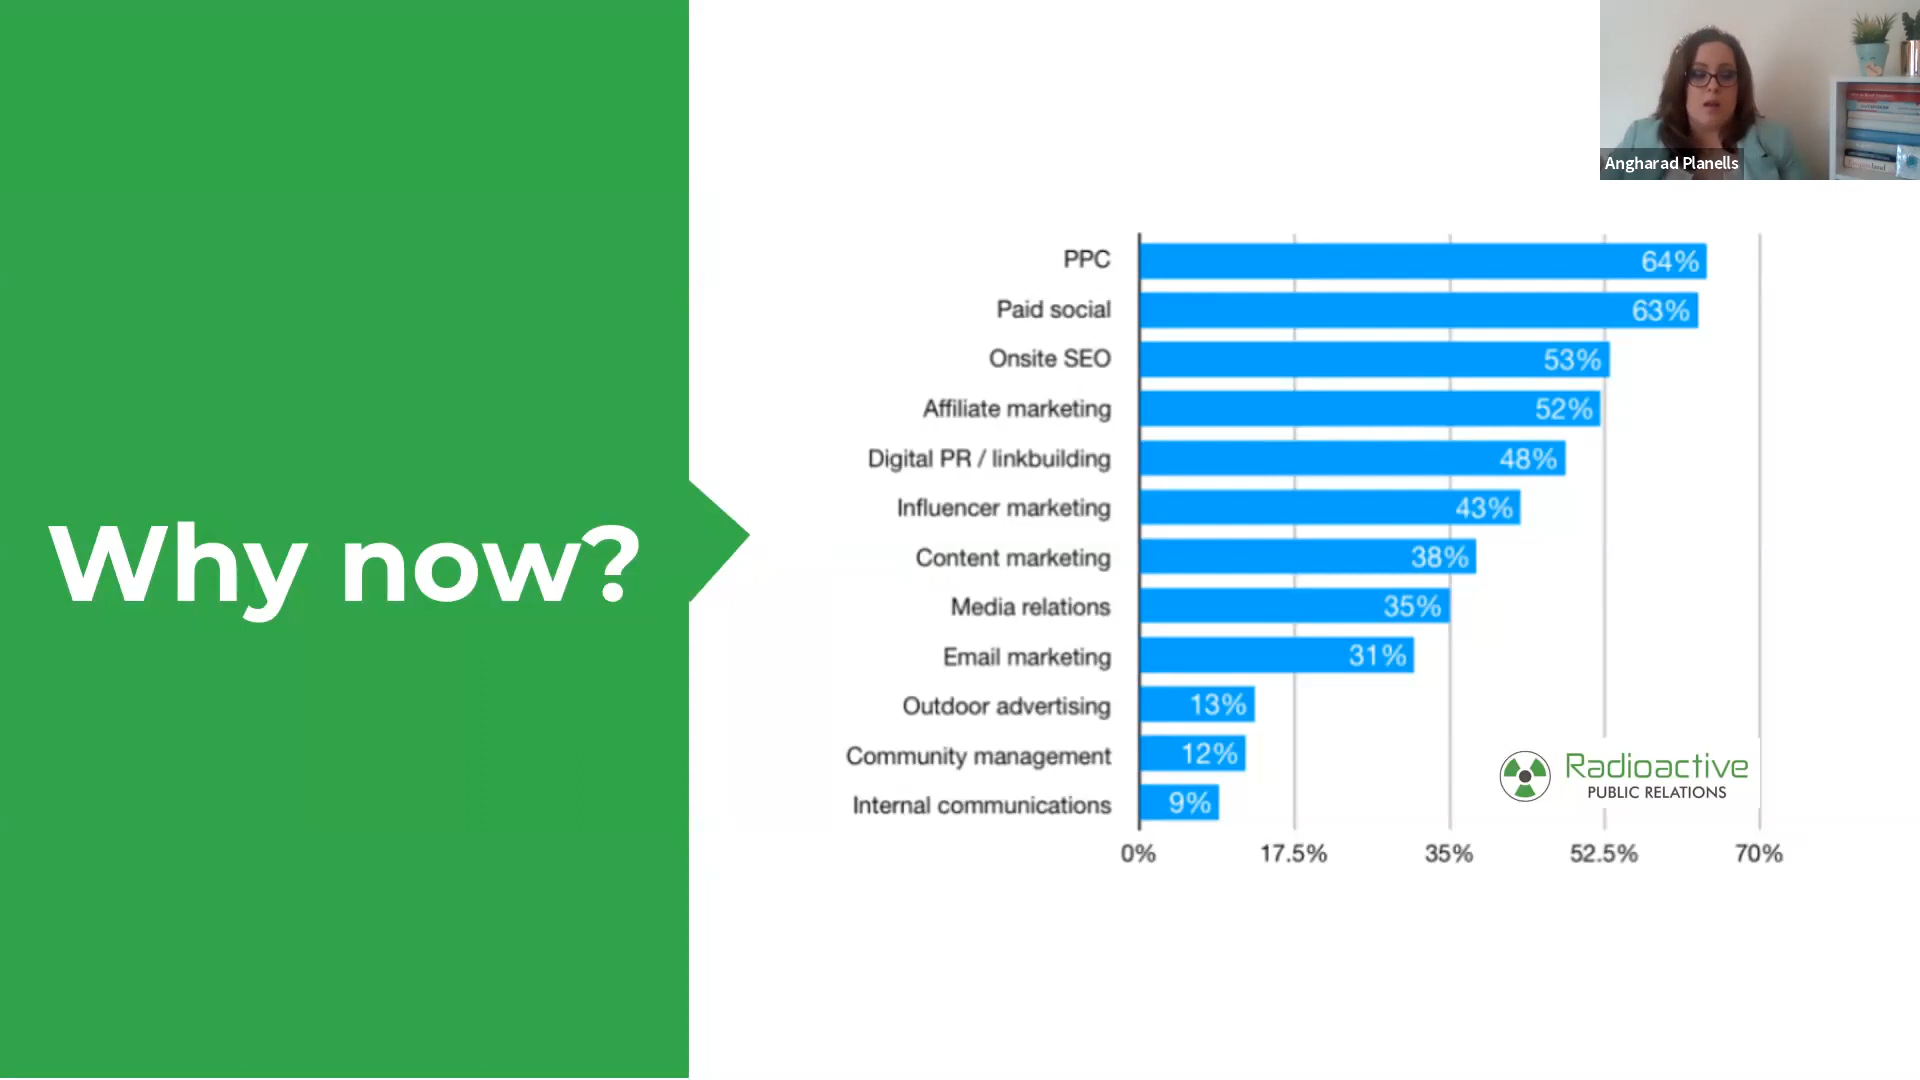 Angharad Planells
Why now?
PPC 64%
Paid social 63%
Onsite SEO 53%
Affiliate marketing 52%
Digital PR / linkbuilding 48%
Influencer marketing 43%
Content marketing 38%
Media relations 35%
Email marketing 31%
Outdoor advertising 13%
Community management 12%
Internal communications 9%
0% 17.5% 35% 52.5% 70%
Radioactive
PUBLIC RELATIONS